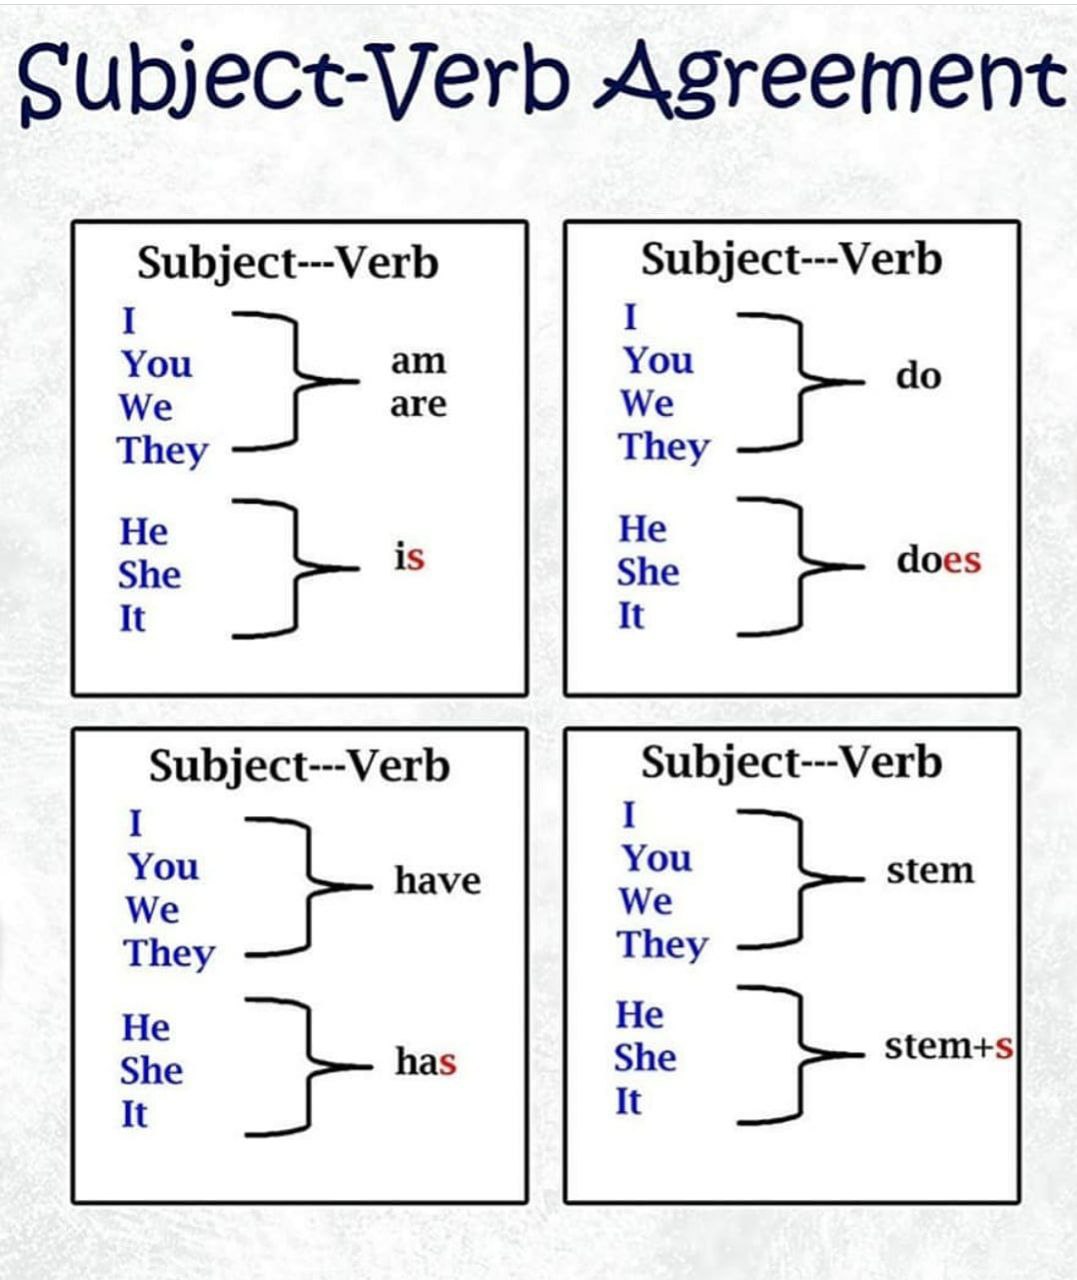 Subject-Verb Agreement
Subject---Verb
I
You
We
They
am
are
He
She
It
is
Subject---Verb
I
You
We
They
do
He
She
It
does
Subject---Verb
I
You
We
They
have
He
She
It
has
Subject---Verb
I
You
We
They
stem
He
She
It
stem+s